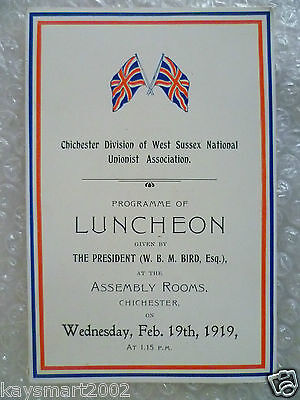 Chichester Division of West Sussex National
Unionist Association.
PROGRAMME OF
LUNCHEON
GIVEN BY
THE PRESIDENT (W. B. M. BIRD, Esq.),
AT THE
ASSEMBLY ROOMS,
CHICHESTER,
ON
Wednesday, Feb. 19th, 1919,
AT 1.15 P.M.
kaysmart2002